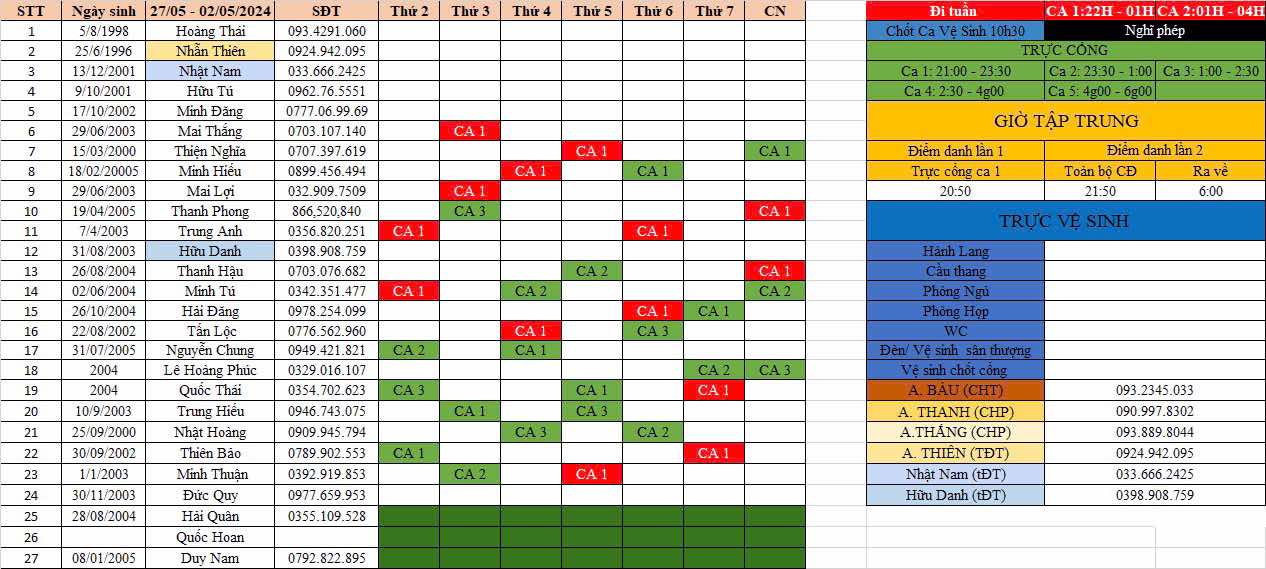 STT Ngày sinh 27/05 - 02/05/2024 SĐT Thứ 2 Thứ 3 Thứ 4 Thứ 5 Thứ 6 Thứ 7 CN Đi tuần CA 1:22H - 01H CA 2:01H - 04H
1 5/8/1998 Hoàng Thái 093.4291.060 Chốt Ca Vệ Sinh 10h30 Nghĩ phép
2 25/6/1996 Nhẫn Thiên 0924.942.095 TRỰC CỔNG
3 13/12/2001 Nhật Nam 033.666.2425 Ca 1: 21:00 - 23:30 Ca 2: 23:30 - 1:00 Ca 3: 1:00 - 2:30
4 9/10/2001 Hữu Tú 0962.76.5551 Ca 4: 2:30 - 4g00 Ca 5: 4g00 - 6g00
5 17/10/2002 Minh Đăng 0777.06.99.69
GIỜ TẬP TRUNG
6 29/06/2003 Mai Thắng 0703.107.140 CA 1
7 15/03/2000 Thiện Nghĩa 0707.397.619 CA 1 CA 1 Điểm danh lần 1 Điểm danh lần 2
8 18/02/20005 Minh Hiếu 0899.456.494 CA 1 CA 1 Trực cổng ca 1 Toàn bộ CĐ Ra về
9 29/06/2003 Mai Lợi 032.909.7509 CA 1 20:50 21:50 6:00
10 19/04/2005 Thanh Phong 866,520,840 CA 3 CA 1
TRỰC VỆ SINH
11 7/4/2003 Trung Anh 0356.820.251 CA 1 CA 1
12 31/08/2003 Hữu Danh 0398.908.759 Hành Lang
13 26/08/2004 Thanh Hậu 0703.076.682 CA 2 CA 1 Cầu thang
14 02/06/2004 Minh Tú 0342.351.477 CA 1 CA 2 CA 2 Phòng Ngủ
15 26/10/2004 Hải Đăng 0978.254.099 CA 1 CA 1 Phòng Họp
16 22/08/2002 Tấn Lộc 0776.562.960 CA 1 CA 3 WC
17 31/07/2005 Nguyễn Chung 0949.421.821 CA 2 CA 1 Đèn/ Vệ sinh sân thượng
18 2004 Lê Hoàng Phúc 0329.016.107 CA 2 CA 3 Vệ sinh chốt cổng
19 2004 Quốc Thái 0354.702.623 CA 3 CA 1 CA 1 A. BÀU (CHT) 093.2345.033
20 10/9/2003 Trung Hiếu 0946.743.075 CA 1 CA 3 A. THANH (CHP) 090.997.8302
21 25/09/2000 Nhật Hoàng 0909.945.794 CA 3 CA 2 A.THẮNG (CHP) 093.889.8044
22 30/09/2002 Thiên Bảo 0789.902.553 CA 1 CA 1 A. THIÊN (TĐT) 0924.942.095
23 1/1/2003 Minh Thuận 0392.919.853 CA 2 CA 1 Nhật Nam (tĐT) 033.666.2425
24 30/11/2003 Đức Quy 0977.659.953 Hữu Danh (tĐT) 0398.908.759
25 28/08/2004 Hải Quân 0355.109.528
26 Quốc Hoan
27 08/01/2005 Duy Nam 0792.822.895